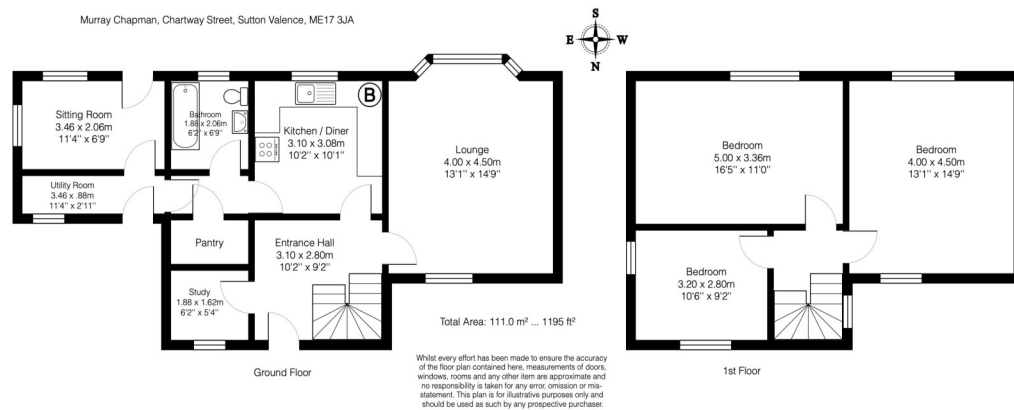 Murray Chapman, Chartway Street, Sutton Valence, ME17 3JA
S
E W
N
Sitting Room
3.46 x 2.06m
11'4'' x 6'9''
Bathroom
1.88 x 2.06m
6'2'' x 6'9''
Kitchen / Diner
3.10 x 3.08m
10'2'' x 10'1''
B
Lounge
4.00 x 4.50m
13'1'' x 14'9''
Utility Room
3.46 x .88m
11'4'' x 2'11''
Pantry
Entrance Hall
3.10 x 2.80m
10'2'' x 9'2''
Study
1.88 x 1.62m
6'2'' x 5'4''
Bedroom
5.00 x 3.36m
16'5'' x 11'0''
Bedroom
4.00 x 4.50m
13'1'' x 14'9''
Bedroom
3.20 x 2.80m
10'6'' x 9'2''
Total Area: 111.0 m² ... 1195 ft²
Ground Floor
1st Floor
Whilst every effort has been made to ensure the accuracy
of the floor plan contained here, measurements of doors,
windows, rooms and any other item are approximate and
no responsibility is taken for any error, omission or mis-
statement. This plan is for illustrative purposes only and
should be used as such by any prospective purchaser.